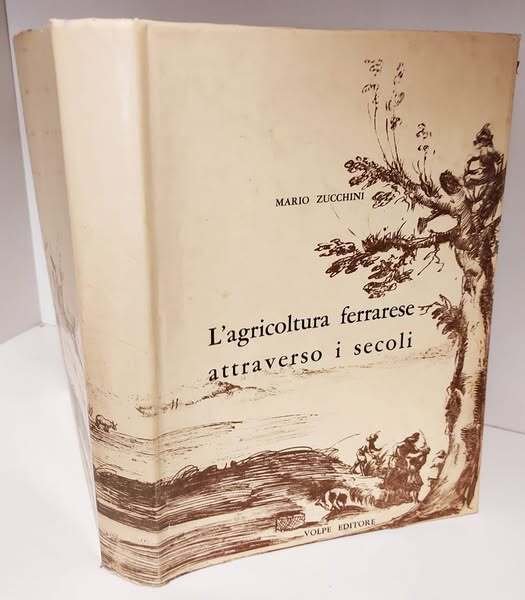 MARIO ZUCCHINI
L'agricoltura ferrarese
attraverso i secoli
VOLPE EDITORE